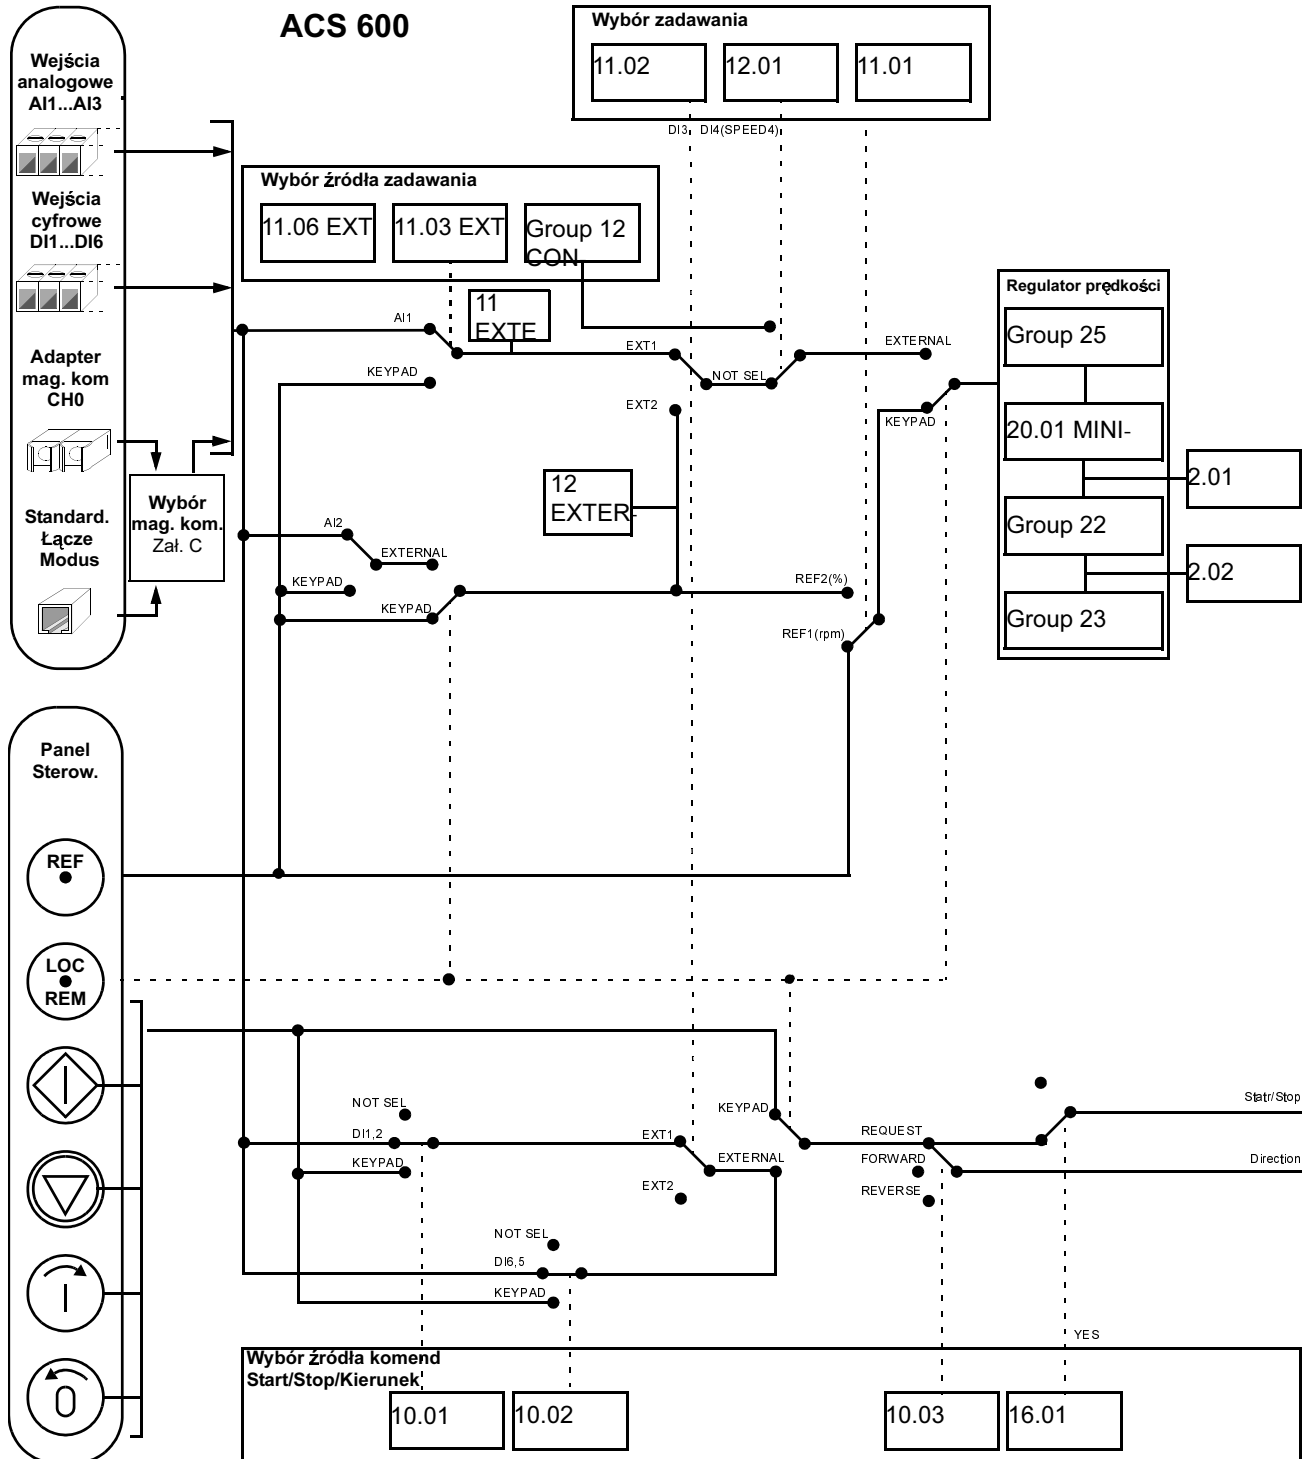 ACS 600
Wybór zadawania
11.02
12.01
11.01
DI3
DI4(SPEED4)
Wejścia
analogowe
AI1...AI3
Wejścia
cyfrowe
DI1...DI6
Adapter
mag. kom
CH0
Standard.
Łącze
Modus
Wybór
mag. kom.
Zał. C
Wybór źródła zadawania
11.06 EXT
11.03 EXT
Group 12
CON
11
EXTE
AI1
KEYPAD
EXT1
NOT SEL
EXT2
EXTERNAL
KEYPAD
12
EXTER-
AI2
EXTERNAL
KEYPAD
KEYPAD
REF2(%)
REF1(rpm)
Regulator prędkości
Group 25
20.01 MINI-
2.01
Group 22
2.02
Group 23
Panel
Sterow.
REF
LOC
REM
I
I
0
NOT SEL
DI1,2
KEYPAD
EXT1
EXT2
KEYPAD
EXTERNAL
NOT SEL
DI6,5
KEYPAD
REQUEST
FORWARD
REVERSE
Statr/Stop
Direction
YES
Wybór źródła komend
Start/Stop/Kierunek
10.01
10.02
10.03
16.01